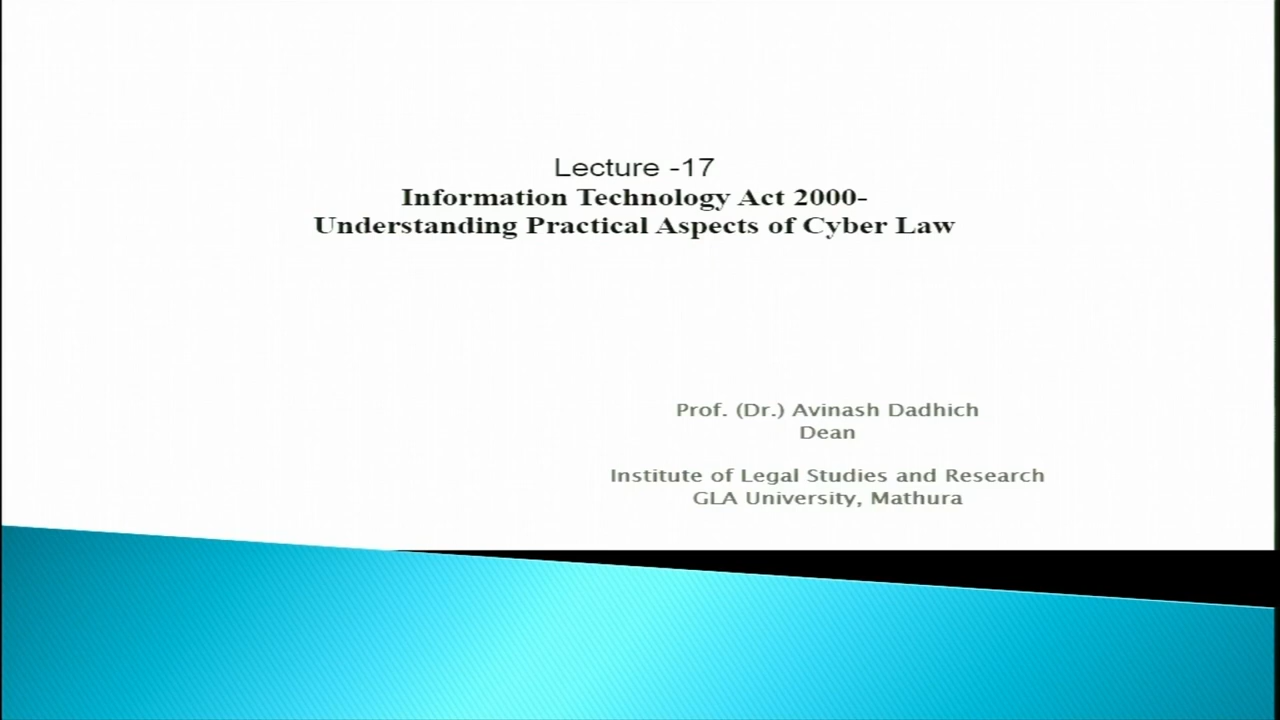 Lecture -17
Information Technology Act 2000-
Understanding Practical Aspects of Cyber Law
Prof. (Dr.) Avinash Dadhich
Dean
Institute of Legal Studies and Research
GLA University, Mathura